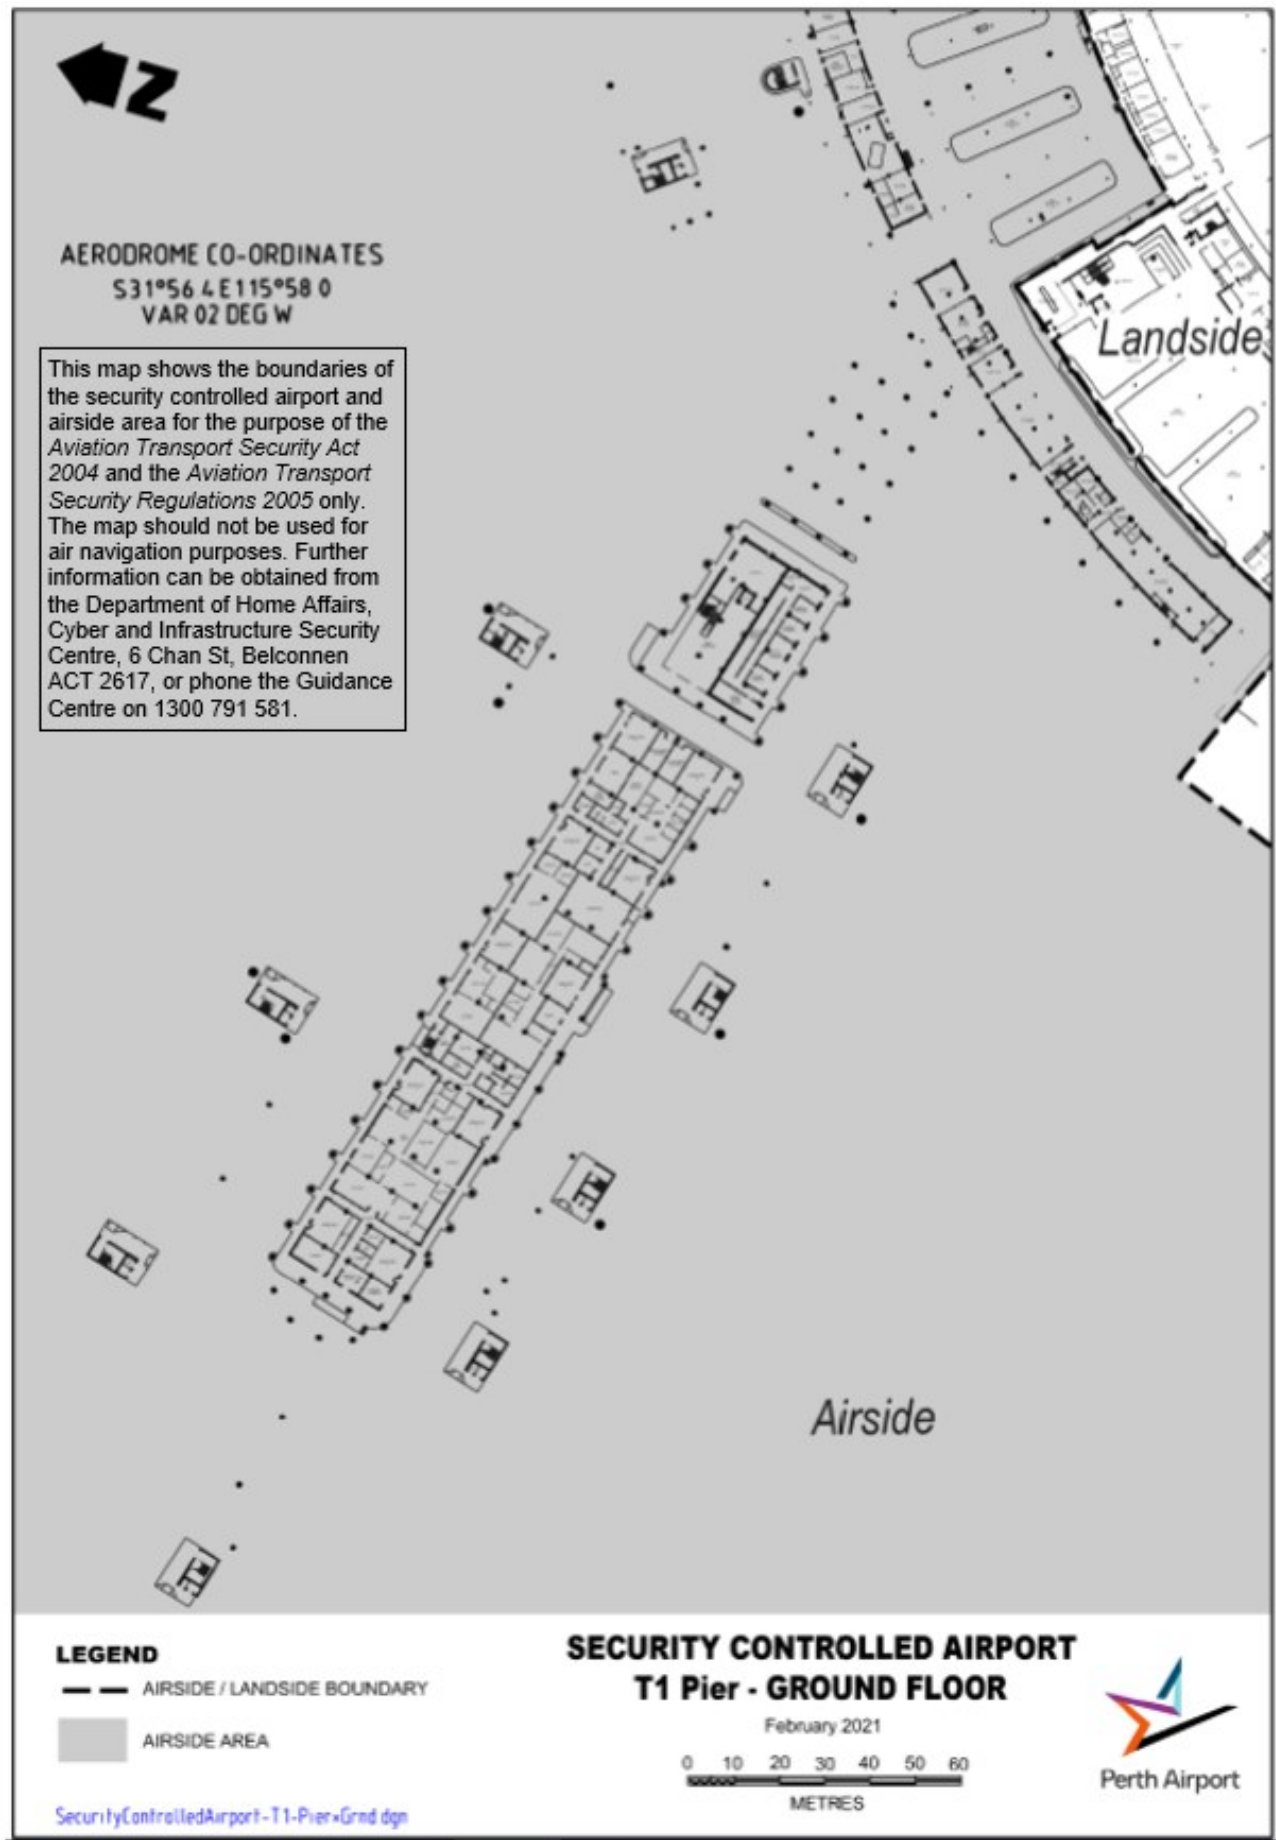 N
AERODROME CO-ORDINATES
S31°56.4 E115°58.0
VAR 02 DEG W
This map shows the boundaries of
the security controlled airport and
airside area for the purpose of the
Aviation Transport Security Act
2004 and the Aviation Transport
Security Regulations 2005 only.
The map should not be used for
air navigation purposes. Further
information can be obtained from
the Department of Home Affairs,
Cyber and Infrastructure Security
Centre, 6 Chan St, Belconnen
ACT 2617, or phone the Guidance
Centre on 1300 791 581.
Landside
Airside
LEGEND
AIRSIDE / LANDSIDE BOUNDARY
AIRSIDE AREA
SecurityControlledAirport-T1-Pier×Grnd.dgn
SECURITY CONTROLLED AIRPORT
T1 Pier - GROUND FLOOR
February 2021
0 10 20 30 40 50 60
METRES
Perth Airport